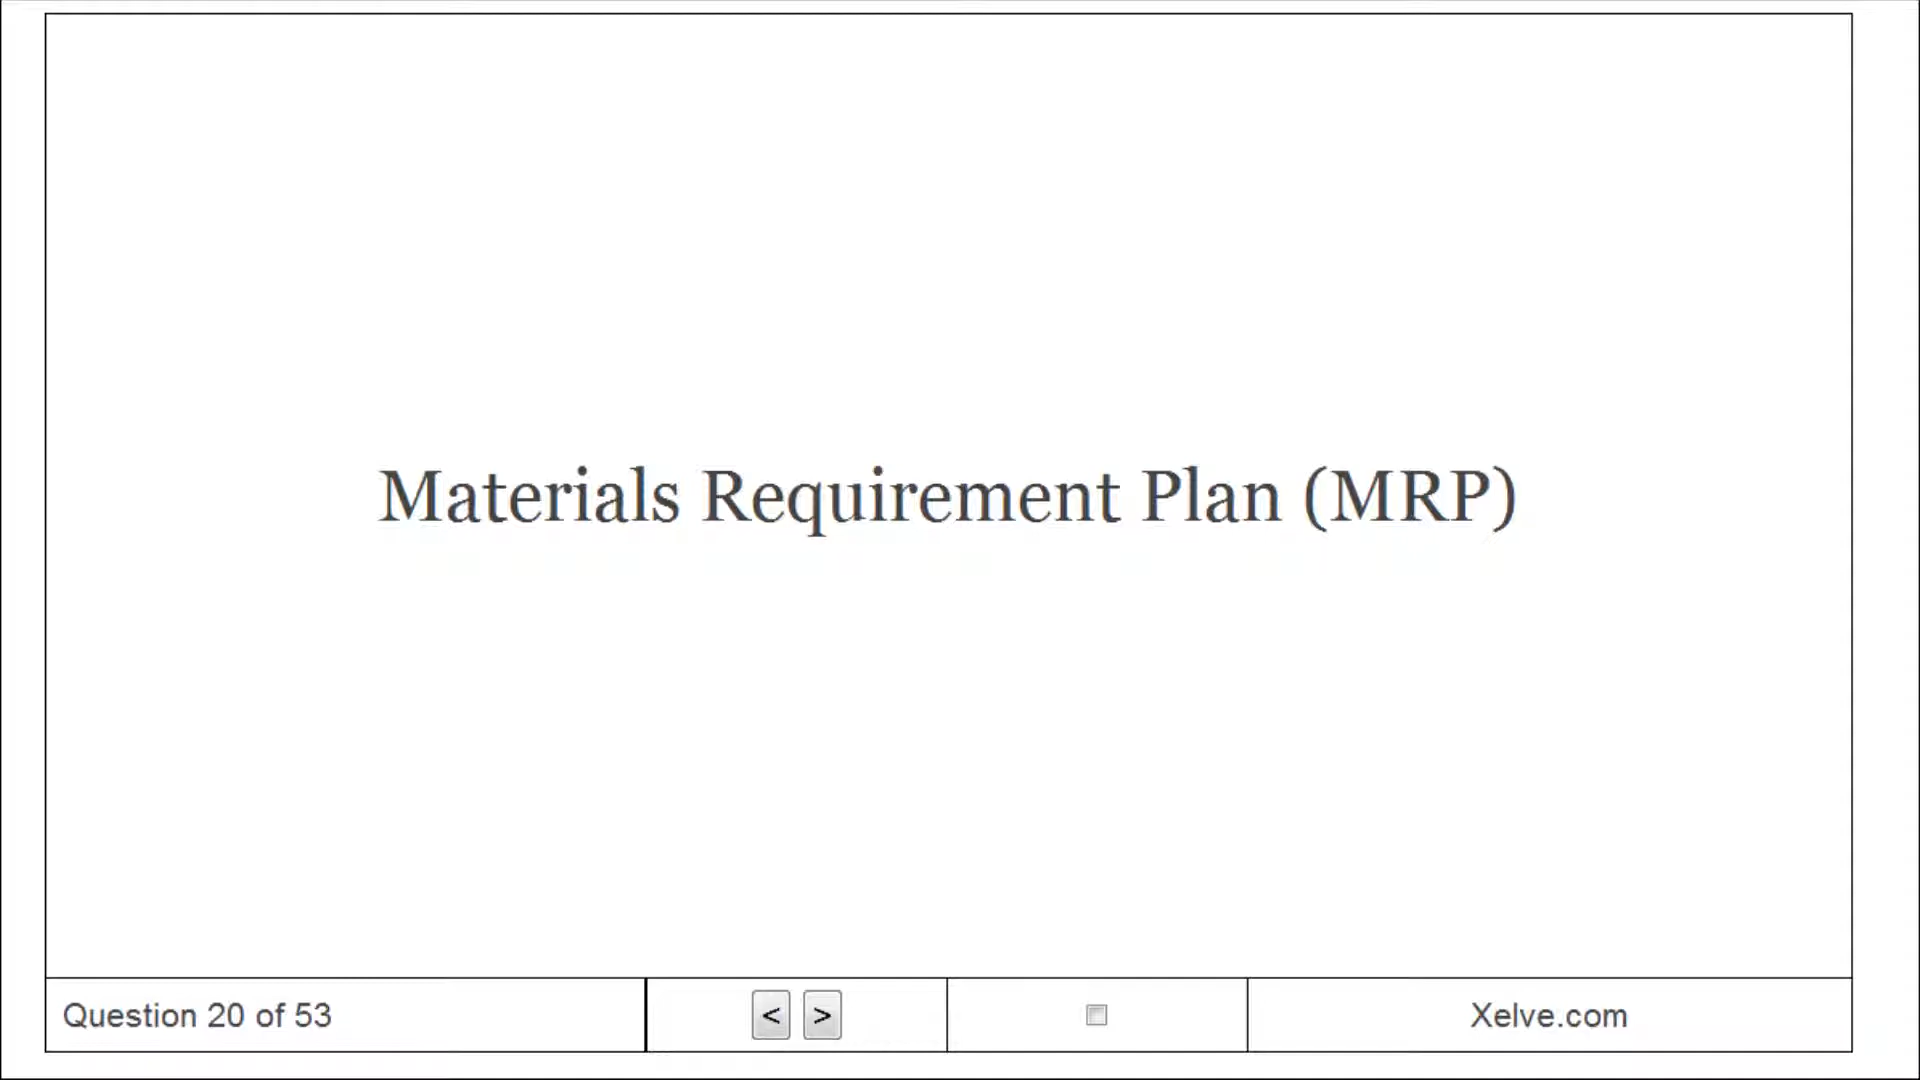 Materials Requirement Plan (MRP)
Question 20 of 53
< >
Xelve.com